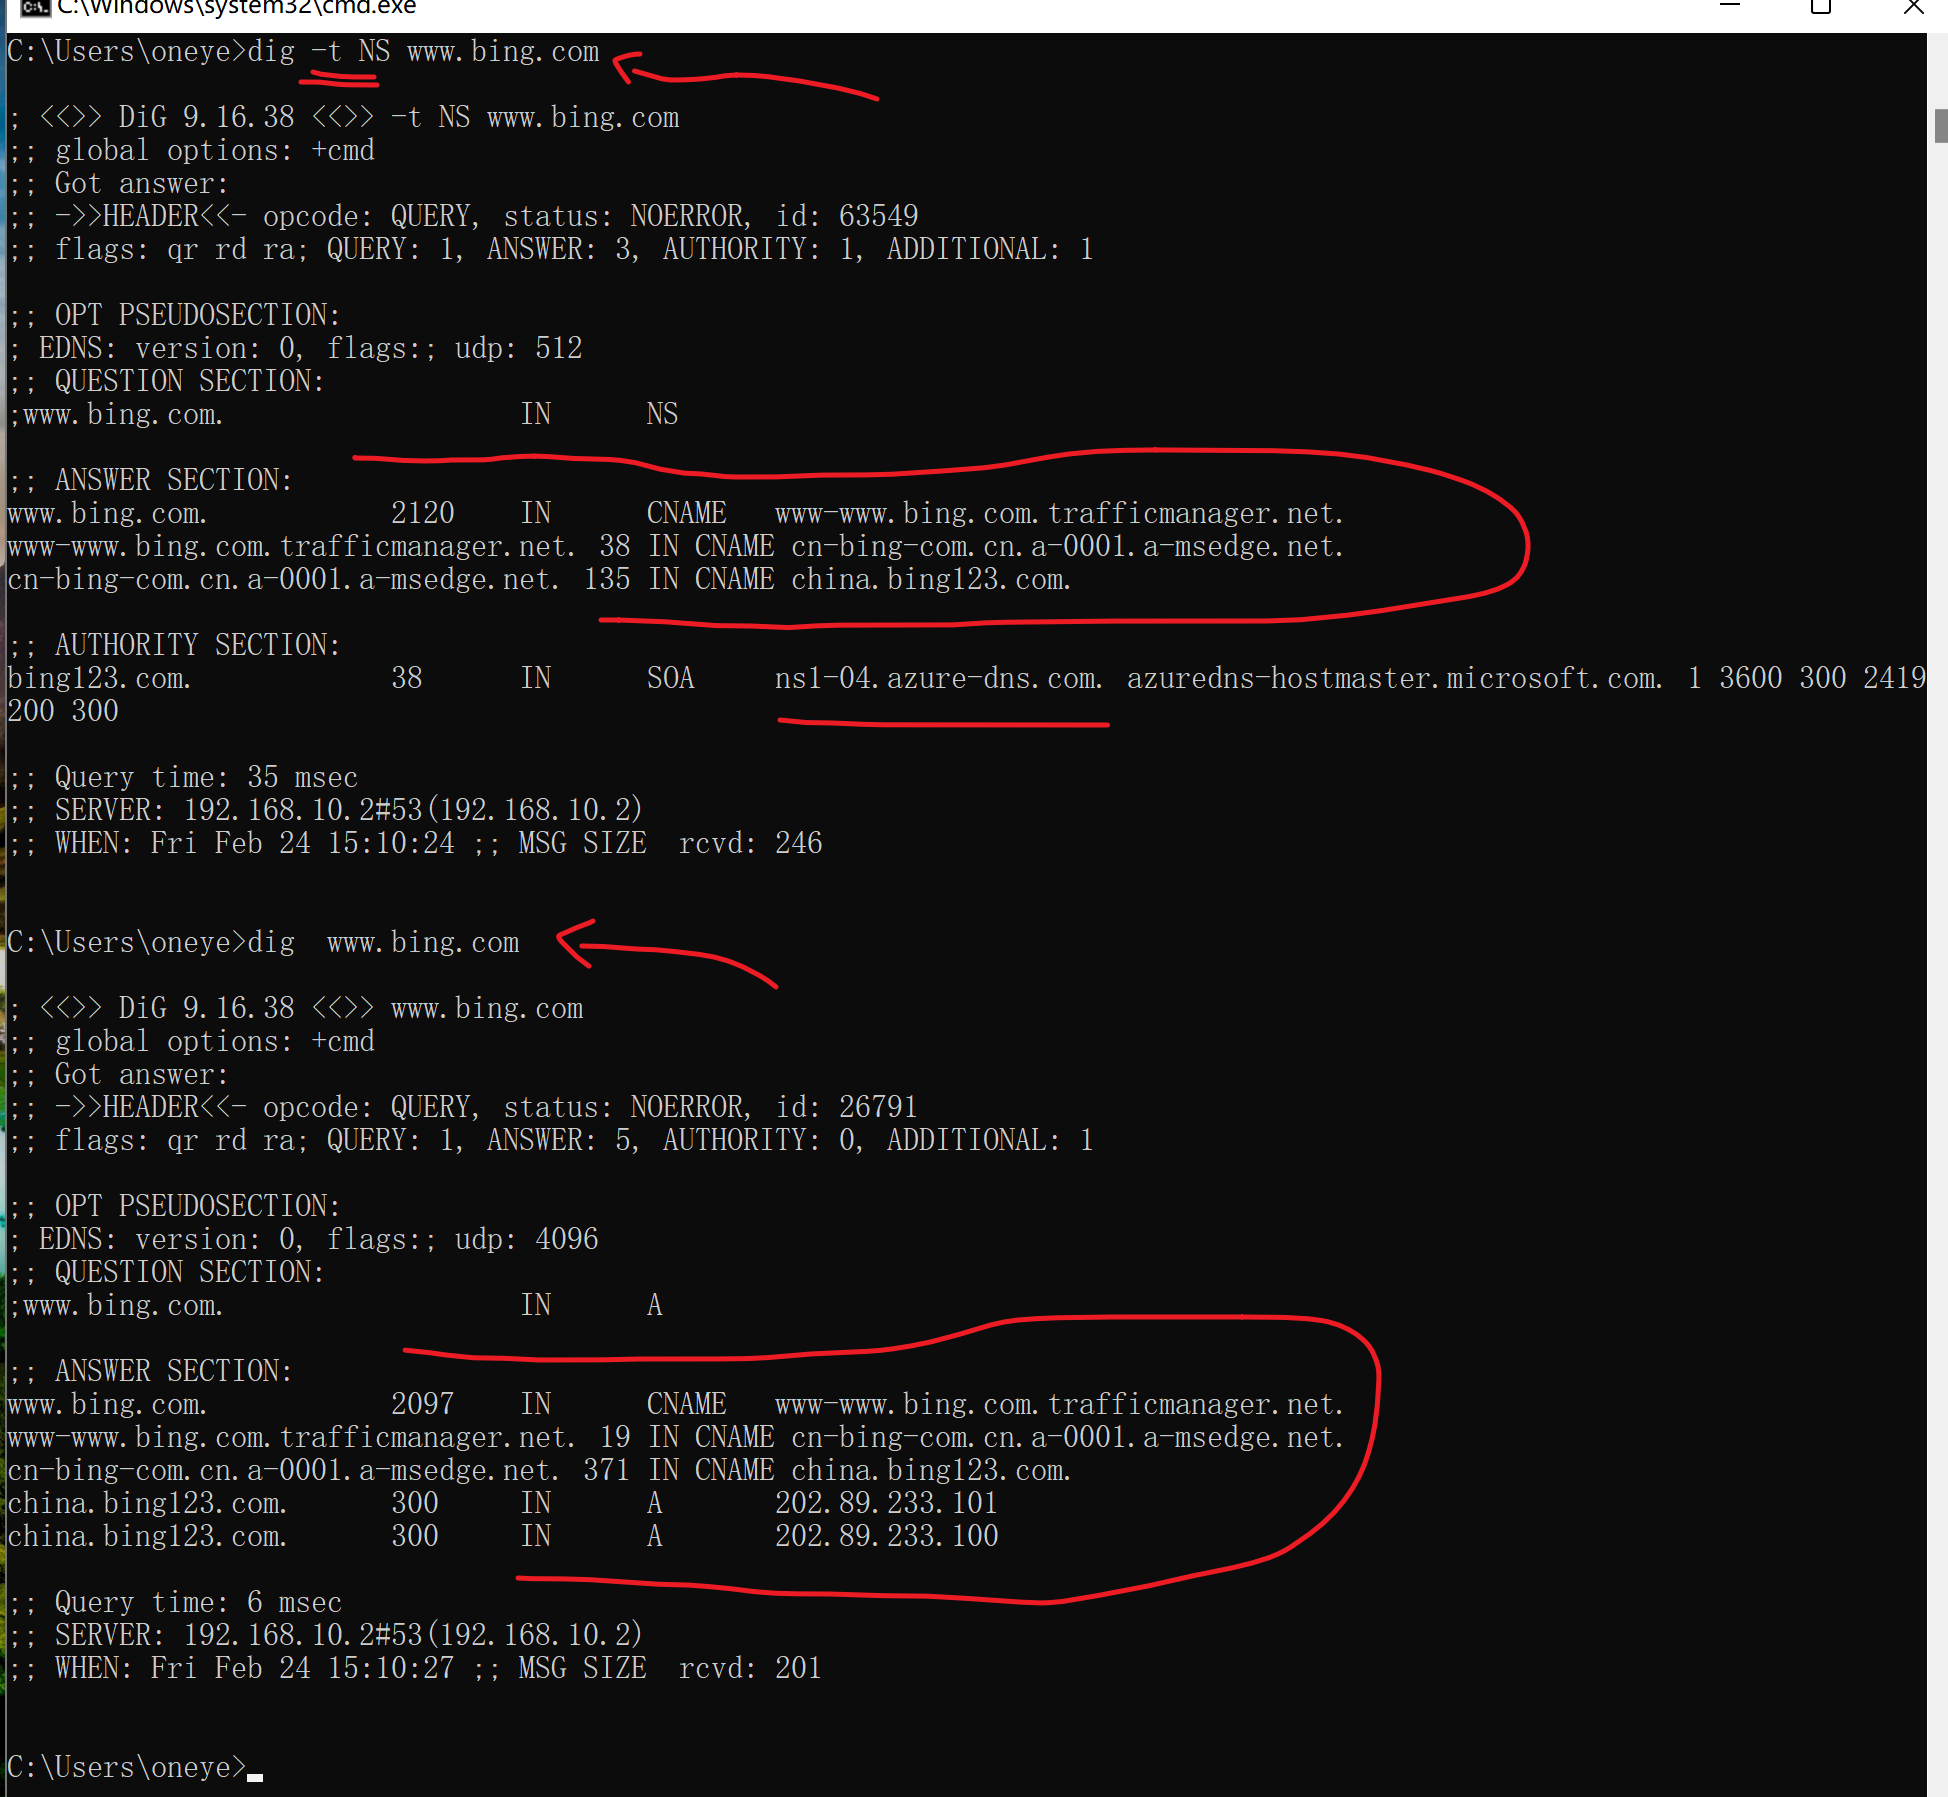 C:\Windows\system32\cmd.exe
C:\Users\oneye>dig -t NS www.bing.com
; <<>> DiG 9.16.38 <<>> -t NS www.bing.com
;; global options: +cmd
;; Got answer:
;; ->>HEADER<<- opcode: QUERY, status: NOERROR, id: 63549
;; flags: qr rd ra; QUERY: 1, ANSWER: 3, AUTHORITY: 1, ADDITIONAL: 1
;; OPT PSEUDOSECTION:
; EDNS: version: 0, flags:; udp: 512
;; QUESTION SECTION:
;www.bing.com. IN NS
;; ANSWER SECTION:
www.bing.com. 2120 IN CNAME www-www.bing.com.trafficmanager.net.
www-www.bing.com.trafficmanager.net. 38 IN CNAME cn-bing-com.cn.a-0001.a-msedge.net.
cn-bing-com.cn.a-0001.a-msedge.net. 135 IN CNAME china.bing123.com.
;; AUTHORITY SECTION:
bing123.com. 38 IN SOA ns1-04.azure-dns.com. azuredns-hostmaster.microsoft.com. 1 3600 300 2419
200 300
;; Query time: 35 msec
;; SERVER: 192.168.10.2#53(192.168.10.2)
;; WHEN: Fri Feb 24 15:10:24 ;; MSG SIZE rcvd: 246
C:\Users\oneye>dig  www.bing.com
; <<>> DiG 9.16.38 <<>> www.bing.com
;; global options: +cmd
;; Got answer:
;; ->>HEADER<<- opcode: QUERY, status: NOERROR, id: 26791
;; flags: qr rd ra; QUERY: 1, ANSWER: 5, AUTHORITY: 0, ADDITIONAL: 1
;; OPT PSEUDOSECTION:
; EDNS: version: 0, flags:; udp: 4096
;; QUESTION SECTION:
;www.bing.com. IN A
;; ANSWER SECTION:
www.bing.com. 2097 IN CNAME www-www.bing.com.trafficmanager.net.
www-www.bing.com.trafficmanager.net. 19 IN CNAME cn-bing-com.cn.a-0001.a-msedge.net.
cn-bing-com.cn.a-0001.a-msedge.net. 371 IN CNAME china.bing123.com.
china.bing123.com. 300 IN A 202.89.233.101
china.bing123.com. 300 IN A 202.89.233.100
;; Query time: 6 msec
;; SERVER: 192.168.10.2#53(192.168.10.2)
;; WHEN: Fri Feb 24 15:10:27 ;; MSG SIZE rcvd: 201
C:\Users\oneye>